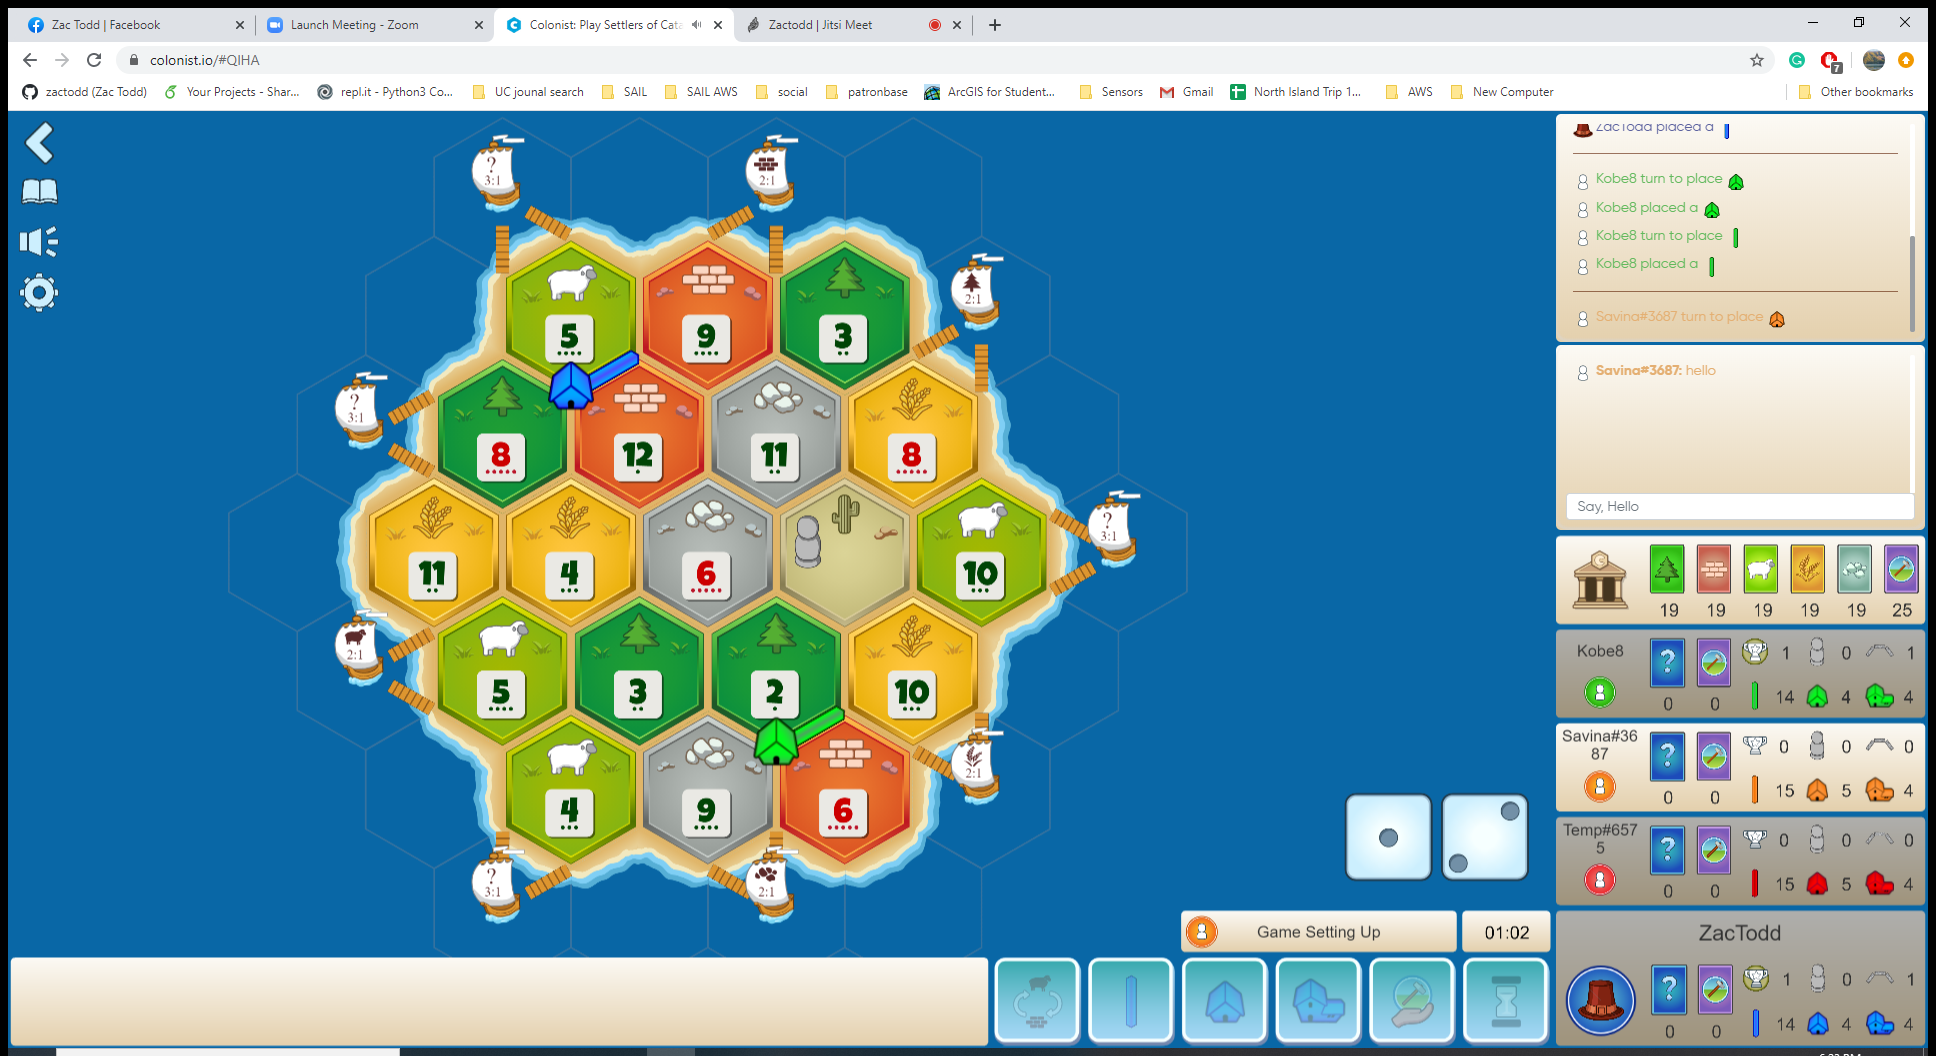 Zac Todd | Facebook
Launch Meeting - Zoom
Colonist: Play Settlers of Cata
Zactodd | Jitsi Meet
colonist.io/#QIHA
7
zactodd (Zac Todd)
Your Projects - Shar...
repl.it - Python3 Co...
UC jounal search
SAIL
SAIL AWS
social
patronbase
ArcGIS for Student...
Sensors
Gmail
North Island Trip 1...
AWS
New Computer
Other bookmarks
ZacTodd placed a
Kobe8 turn to place
Kobe8 placed a
Kobe8 turn to place
Kobe8 placed a
Savina#3687 turn to place
Savina#3687: hello
Say, Hello
? 3:1
2:1
2:1
5
9
3
? 3:1
8
12
11
8
? 3:1
11
4
6
10
2:1
5
3
2
10
2:1
4
9
6
? 3:1
2:1
19 19 19 19 19 25
Kobe8
? 1 0 1
0 0 14 4 4
Savina#36
87
? 0 0 0
0 0 15 5 4
Temp#657
5
? 0 0 0
0 0 15 5 4
Game Setting Up
01:02
ZacTodd
? 1 0 1
0 0 14 4 4